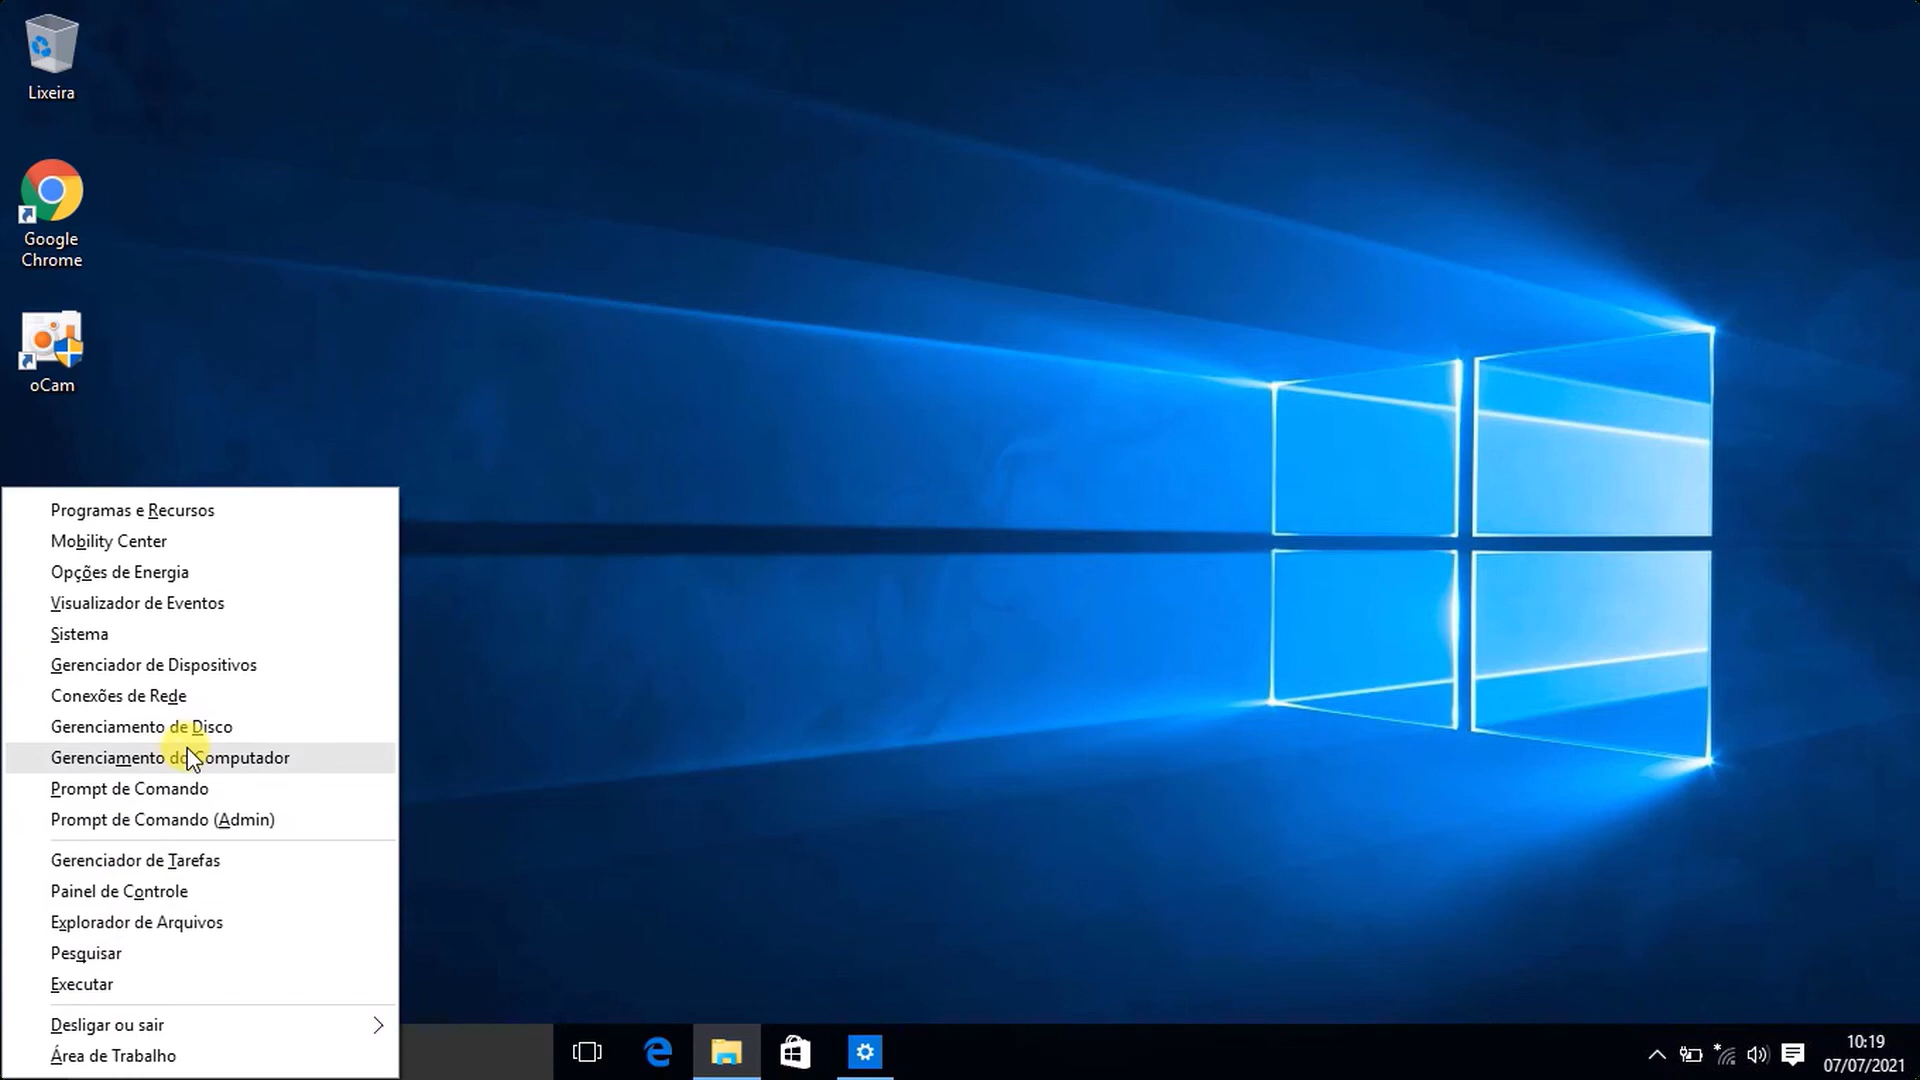 Lixeira
Google
Chrome
oCam
Programas e Recursos
Mobility Center
Opções de Energia
Visualizador de Eventos
Sistema
Gerenciador de Dispositivos
Conexões de Rede
Gerenciamento de Disco
Gerenciamento do Computador
Prompt de Comando
Prompt de Comando (Admin)
Gerenciador de Tarefas
Painel de Controle
Explorador de Arquivos
Pesquisar
Executar
Desligar ou sair
Área de Trabalho
10:19
07/07/2021